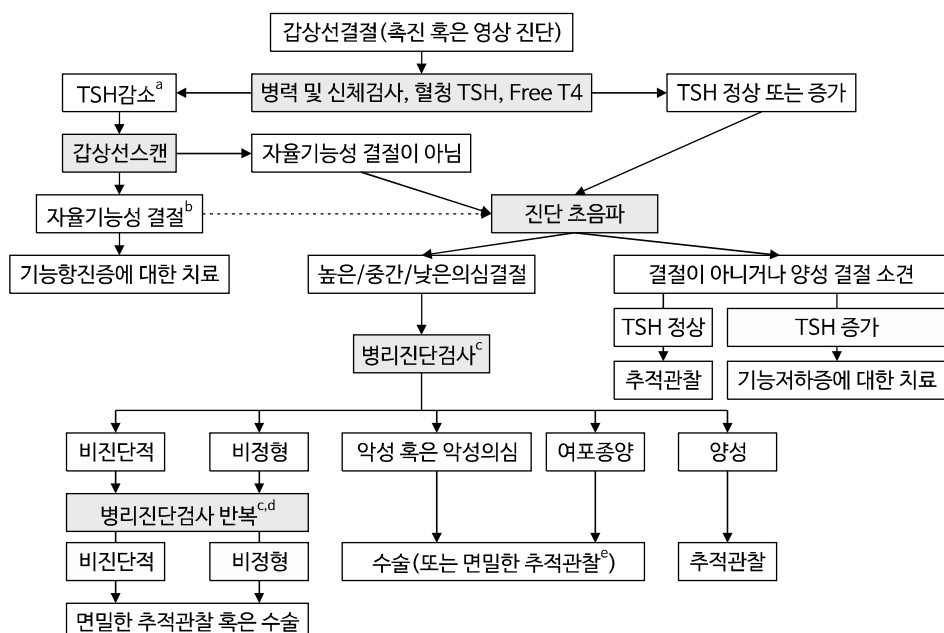 갑상선결절(촉진 혹은 영상 진단)
TSH감소a
병력 및 신체검사, 혈청 TSH, Free T4
TSH 정상 또는 증가
갑상선스캔
자율기능성 결절이 아님
자율기능성 결절b
진단 초음파
기능항진증에 대한 치료
높은/중간/낮은의심결절
결절이 아니거나 양성 결절 소견
TSH 정상
TSH 증가
병리진단검사c
추적관찰
기능저하증에 대한 치료
비진단적
비정형
악성 혹은 악성의심
여포종양
양성
병리진단검사 반복c,d
비진단적
비정형
수술(또는 면밀한 추적관찰e)
추적관찰
면밀한 추적관찰 혹은 수술